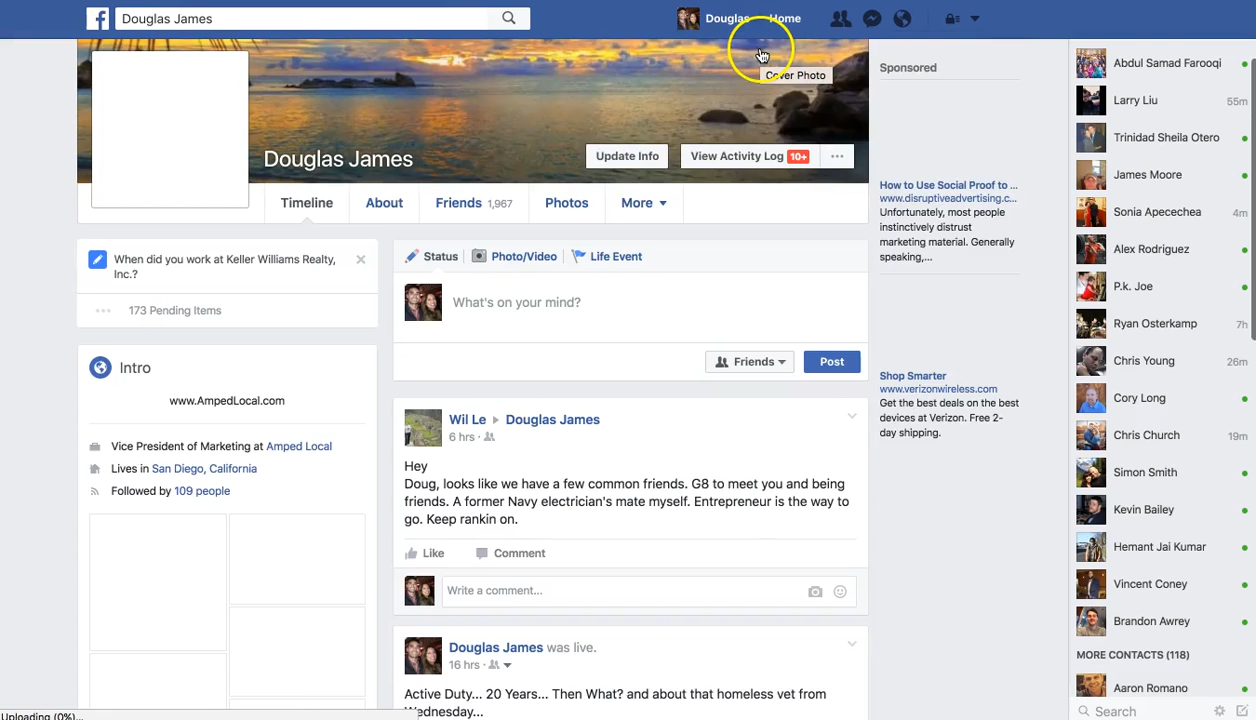 Douglas James
Douglas
Home
Cover Photo
Douglas James
Update Info
View Activity Log 10+
Timeline
About
Friends 1,967
Photos
More
When did you work at Keller Williams Realty,
Inc.?
173 Pending Items
Intro
www.AmpedLocal.com
Vice President of Marketing at Amped Local
Lives in San Diego, California
Followed by 109 people
Status
Photo/Video
Life Event
What's on your mind?
Friends
Post
Wil Le Douglas James
6 hrs
Hey
Doug, looks like we have a few common friends. G8 to meet you and being
friends. A former Navy electrician's mate myself. Entrepreneur is the way to
go. Keep rankin on.
Like
Comment
Write a comment...
Douglas James was live.
16 hrs
Active Duty... 20 Years... Then What? and about that homeless vet from
Wednesday...
Sponsored
How to Use Social Proof to ...
www.disruptiveadvertising.c...
Unfortunately, most people
instinctively distrust
marketing material. Generally
speaking,...
Shop Smarter
www.verizonwireless.com
Get the best deals on the best
devices at Verizon. Free 2-
day shipping.
Abdul Samad Farooqi
Larry Liu 55m
Trinidad Sheila Otero
James Moore
Sonia Apecechea 4m
Alex Rodriguez
P.k. Joe
Ryan Osterkamp 7h
Chris Young 26m
Cory Long
Chris Church 19m
Simon Smith
Kevin Bailey
Hemant Jai Kumar
Vincent Coney
Brandon Awrey
MORE CONTACTS (118)
Aaron Romano
Search
Uploading (0%)...